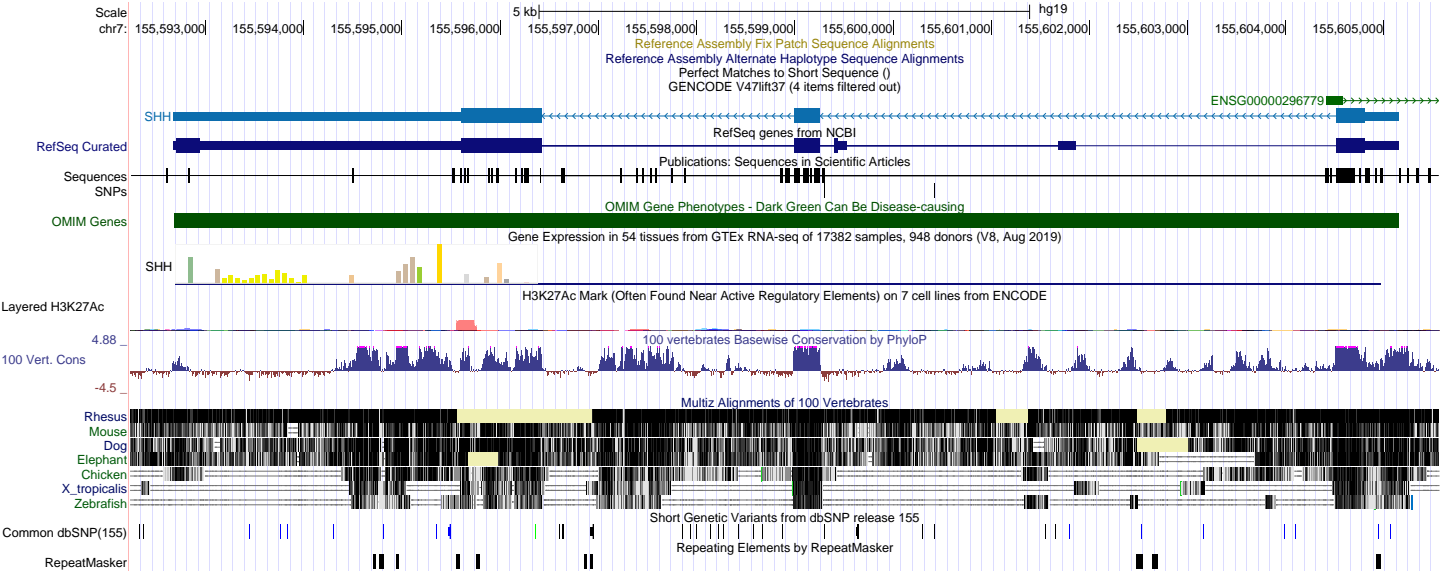 Scale 5 kb hg19
chr7: 155,593,000 155,594,000 155,595,000 155,596,000 155,597,000 155,598,000 155,599,000 155,600,000 155,601,000 155,602,000 155,603,000 155,604,000 155,605,000
Reference Assembly Fix Patch Sequence Alignments
Reference Assembly Alternate Haplotype Sequence Alignments
Perfect Matches to Short Sequence ()
GENCODE V47lift37 (4 items filtered out)
ENSG00000296779
SHH
RefSeq genes from NCBI
RefSeq Curated
Publications: Sequences in Scientific Articles
Sequences
SNPs
OMIM Gene Phenotypes - Dark Green Can Be Disease-causing
OMIM Genes
Gene Expression in 54 tissues from GTEx RNA-seq of 17382 samples, 948 donors (V8, Aug 2019)
SHH
H3K27Ac Mark (Often Found Near Active Regulatory Elements) on 7 cell lines from ENCODE
Layered H3K27Ac
4.88 _ 100 vertebrates Basewise Conservation by PhyloP
100 Vert. Cons
-4.5 _
Multiz Alignments of 100 Vertebrates
Rhesus
Mouse
Dog
Elephant
Chicken
X_tropicalis
Zebrafish
Short Genetic Variants from dbSNP release 155
Common dbSNP(155)
Repeating Elements by RepeatMasker
RepeatMasker